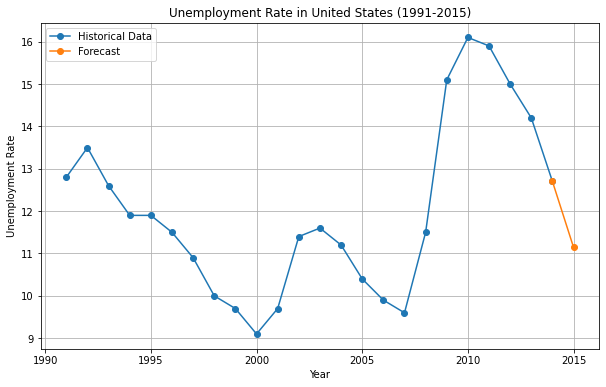 Unemployment Rate in United States (1991-2015)
Historical Data
Forecast
Unemployment Rate
16
15
14
13
12
11
10
9
1990
1995
2000
2005
2010
2015
Year